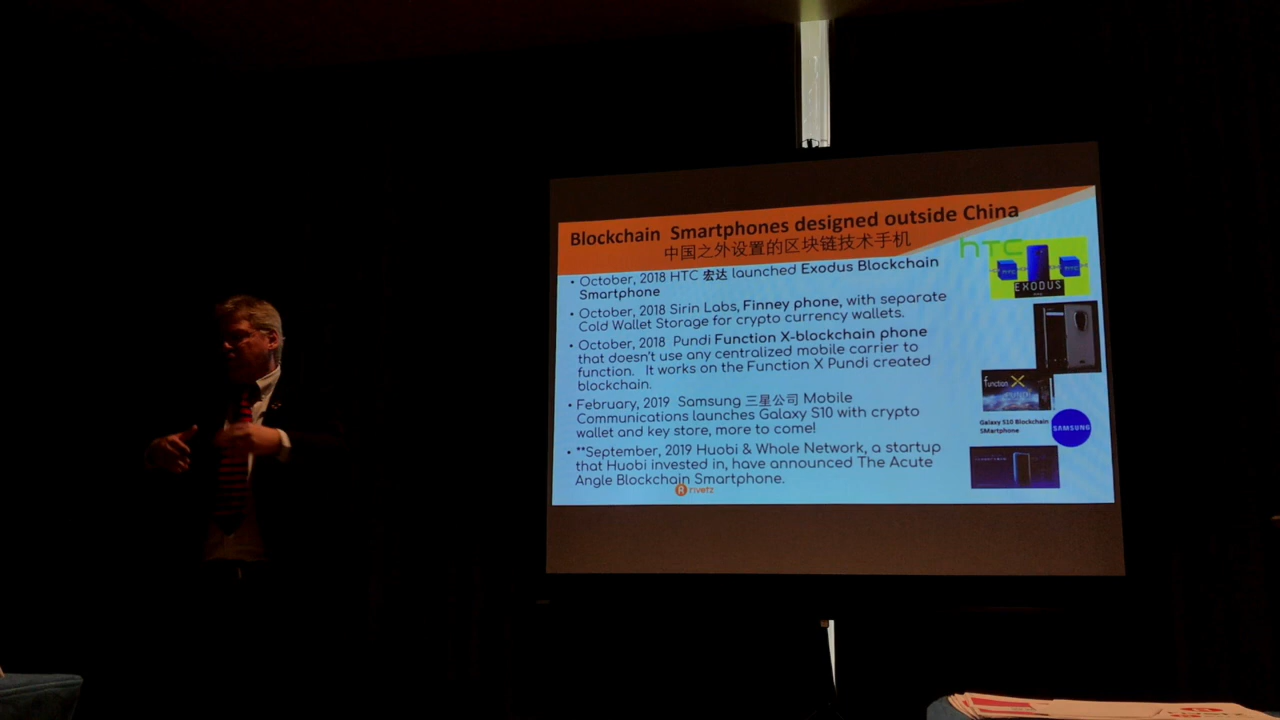 Blockchain Smartphones designed outside China
中国之外设置的区块链技术手机
• October, 2018 HTC 宏达 launched Exodus Blockchain
Smartphone
• October, 2018 Sirin Labs, Finney phone, with separate
Cold Wallet Storage for crypto currency wallets.
• October, 2018 Pundi Function X-blockchain phone
that doesn't use any centralized mobile carrier to
function. It works on the Function X Pundi created
blockchain.
• February, 2019 Samsung 三星公司 Mobile
Communications launches Galaxy S10 with crypto
wallet and key store, more to come!
• **September, 2019 Huobi & Whole Network, a startup
that Huobi invested in, have announced The Acute
Angle Blockchain Smartphone.
R rivetz
hTC
EXODUS
function X
Galaxy S10 Blockchain
SMartphone
SAMSUNG